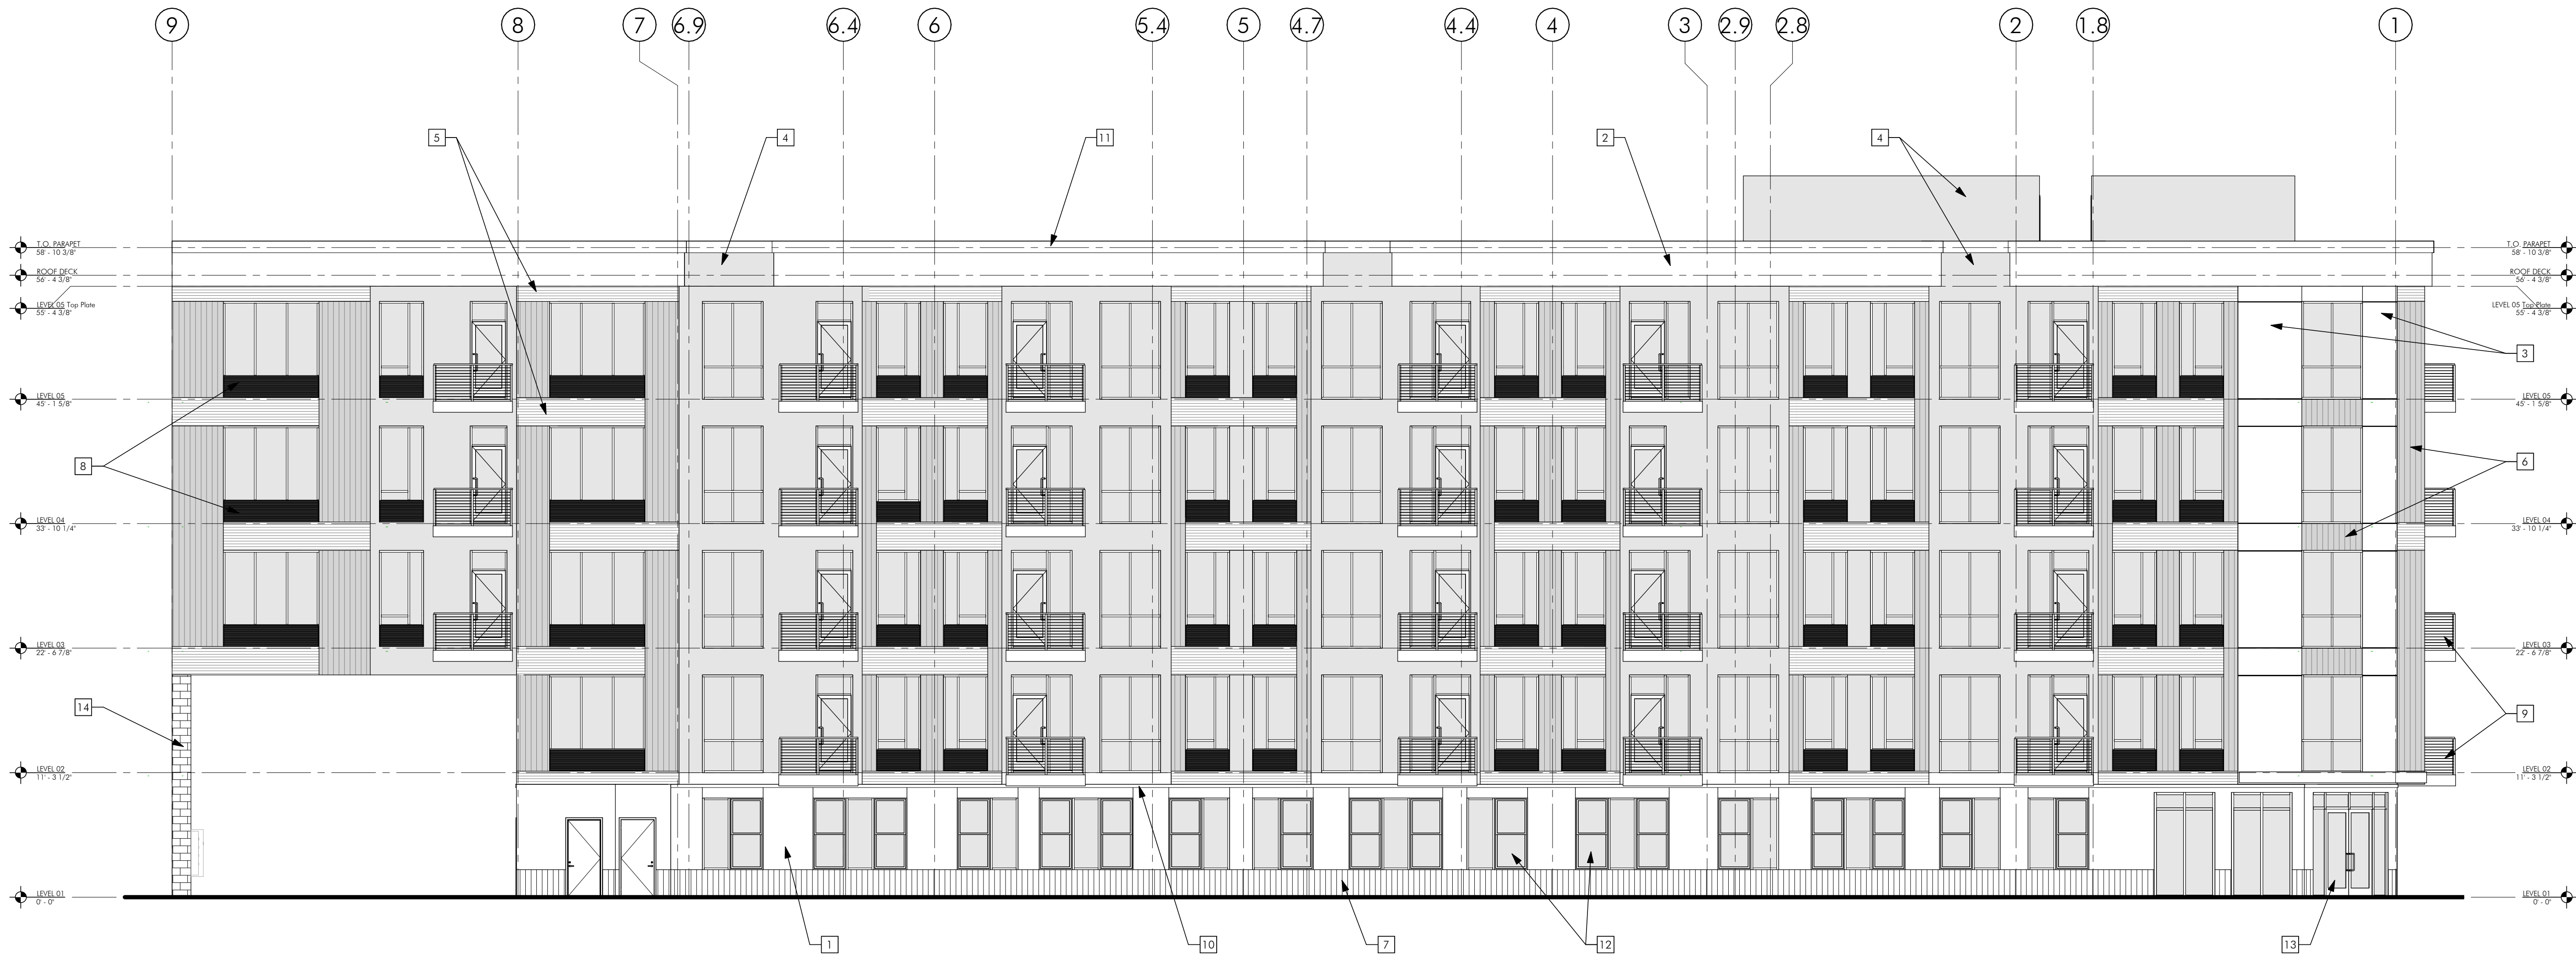 9 8 7 6.9 6.4 6 5.4 5 4.7 4.4 4 3 2.9 2.8 2 1.8 1
5 4 11 2 4
T.O. PARAPET
58' - 10 3/8"
T.O. PARAPET
58' - 10 3/8"
ROOF DECK
56' - 4 3/8"
ROOF DECK
56' - 4 3/8"
LEVEL 05 Top Plate
55' - 4 3/8"
LEVEL 05 Top Plate
55' - 4 3/8"
3
LEVEL 05
45' - 1 5/8"
LEVEL 05
45' - 1 5/8"
8
6
LEVEL 04
33' - 10 1/4"
LEVEL 04
33' - 10 1/4"
LEVEL 03
22' - 6 7/8"
LEVEL 03
22' - 6 7/8"
14
9
LEVEL 02
11' - 3 1/2"
LEVEL 02
11' - 3 1/2"
LEVEL 01
0' - 0"
LEVEL 01
0' - 0"
1 10 7 12 13